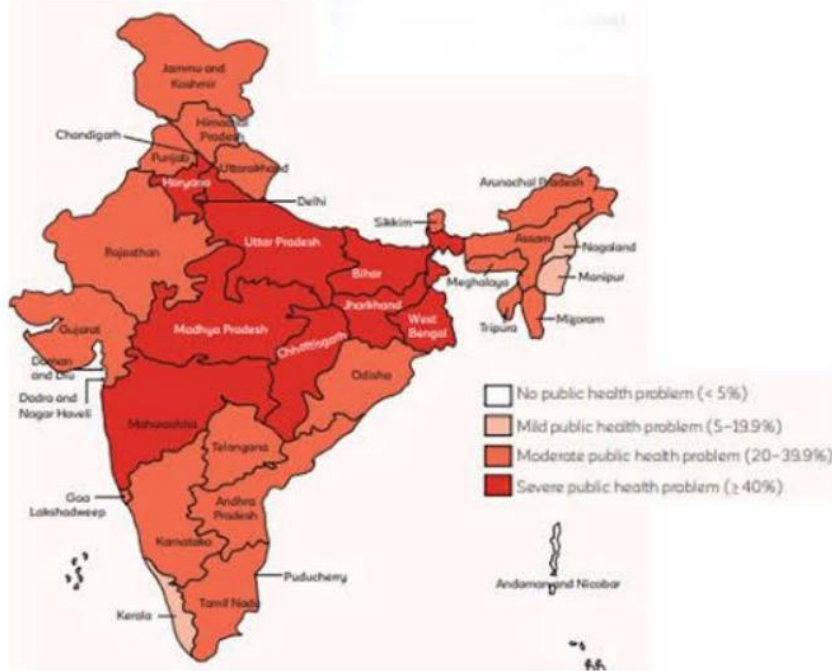 Jammu and
Kashmir
Himachal
Pradesh
Chandigarh
Punjab
Uttarakhand
Haryana
Delhi
Arunachal Pradesh
Sikkim
Assam
Nagaland
Rajasthan
Uttar Pradesh
Bihar
Meghalaya
Manipur
Jharkhand
West
Bengal
Tripura
Mizoram
Gujarat
Madhya Pradesh
Chhattisgarh
Daman
and Diu
Odisha
Dadra and
Nagar Haveli
Maharashtra
No public health problem (< 5%)
Mild public health problem (5–19.9%)
Moderate public health problem (20–39.9%)
Severe public health problem (≥ 40%)
Telangana
Goa
Lakshadweep
Andhra
Pradesh
Karnataka
Puducherry
Andaman and Nicobar
Kerala
Tamil Nadu